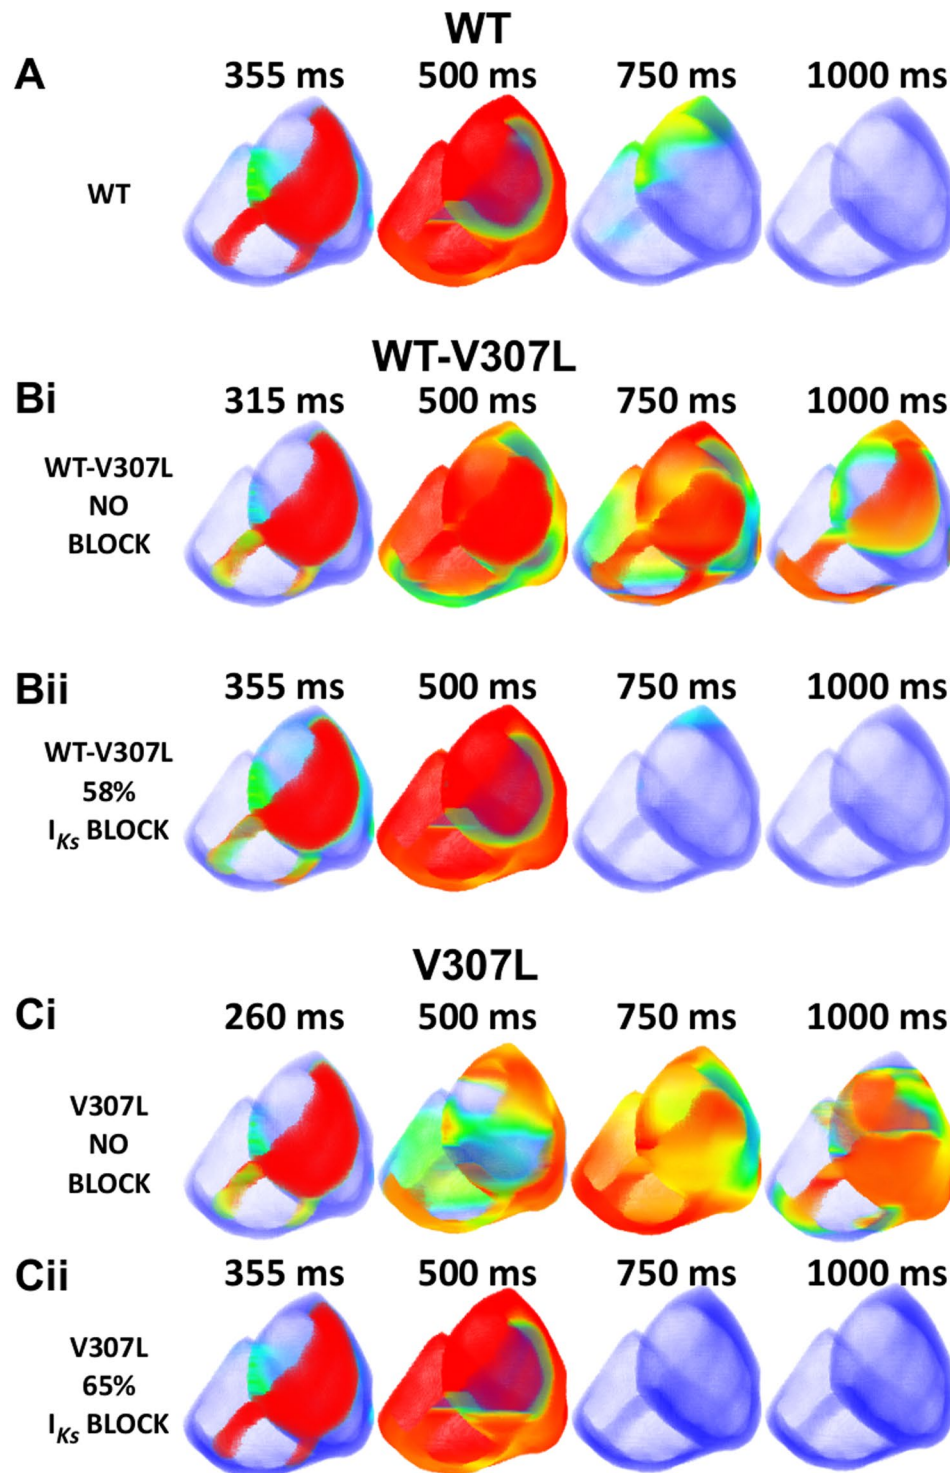 WT
A
355 ms 500 ms 750 ms 1000 ms
WT
WT-V307L
Bi
315 ms 500 ms 750 ms 1000 ms
WT-V307L
NO
BLOCK
Bii
355 ms 500 ms 750 ms 1000 ms
WT-V307L
58%
IKs BLOCK
V307L
Ci
260 ms 500 ms 750 ms 1000 ms
V307L
NO
BLOCK
Cii
355 ms 500 ms 750 ms 1000 ms
V307L
65%
IKs BLOCK